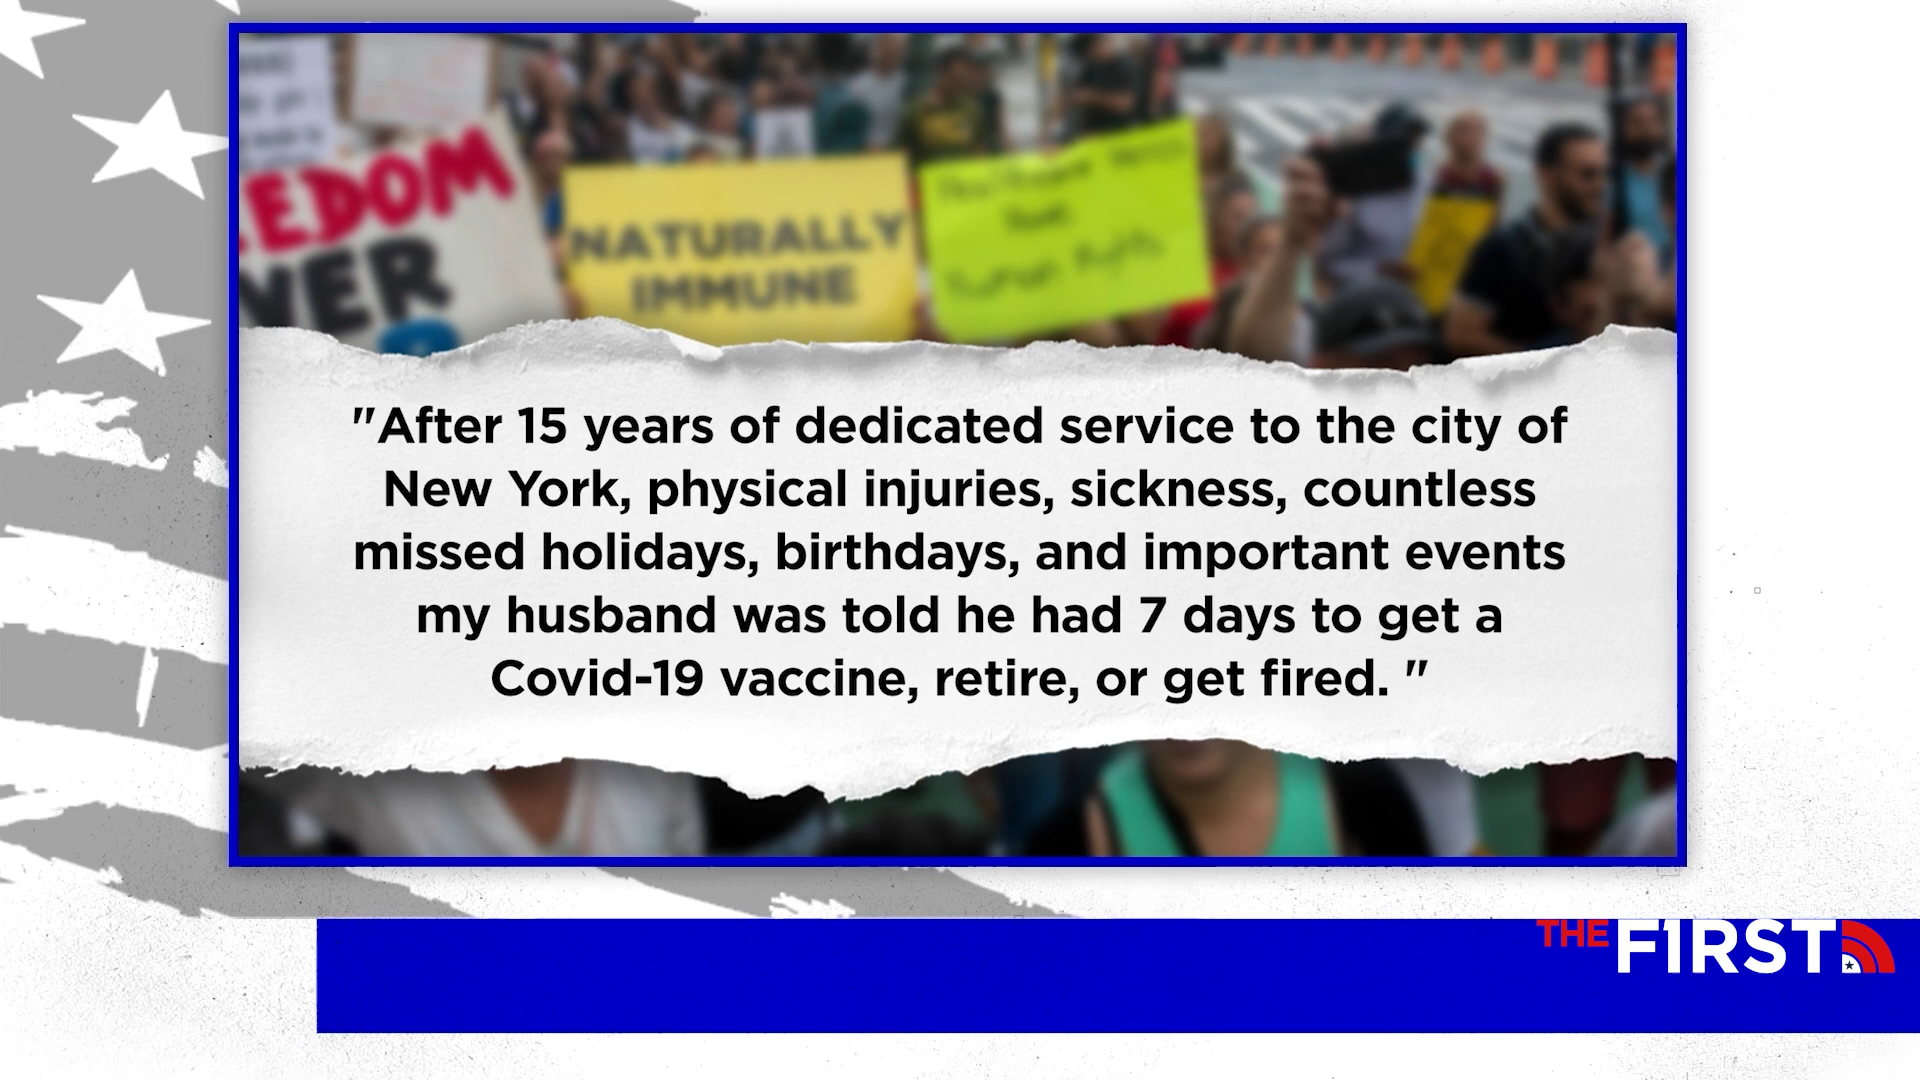 EDOM
VER
NATURALLY
IMMUNE
Human Rights
"After 15 years of dedicated service to the city of
New York, physical injuries, sickness, countless
missed holidays, birthdays, and important events
my husband was told he had 7 days to get a
Covid-19 vaccine, retire, or get fired. "
THE FIRST